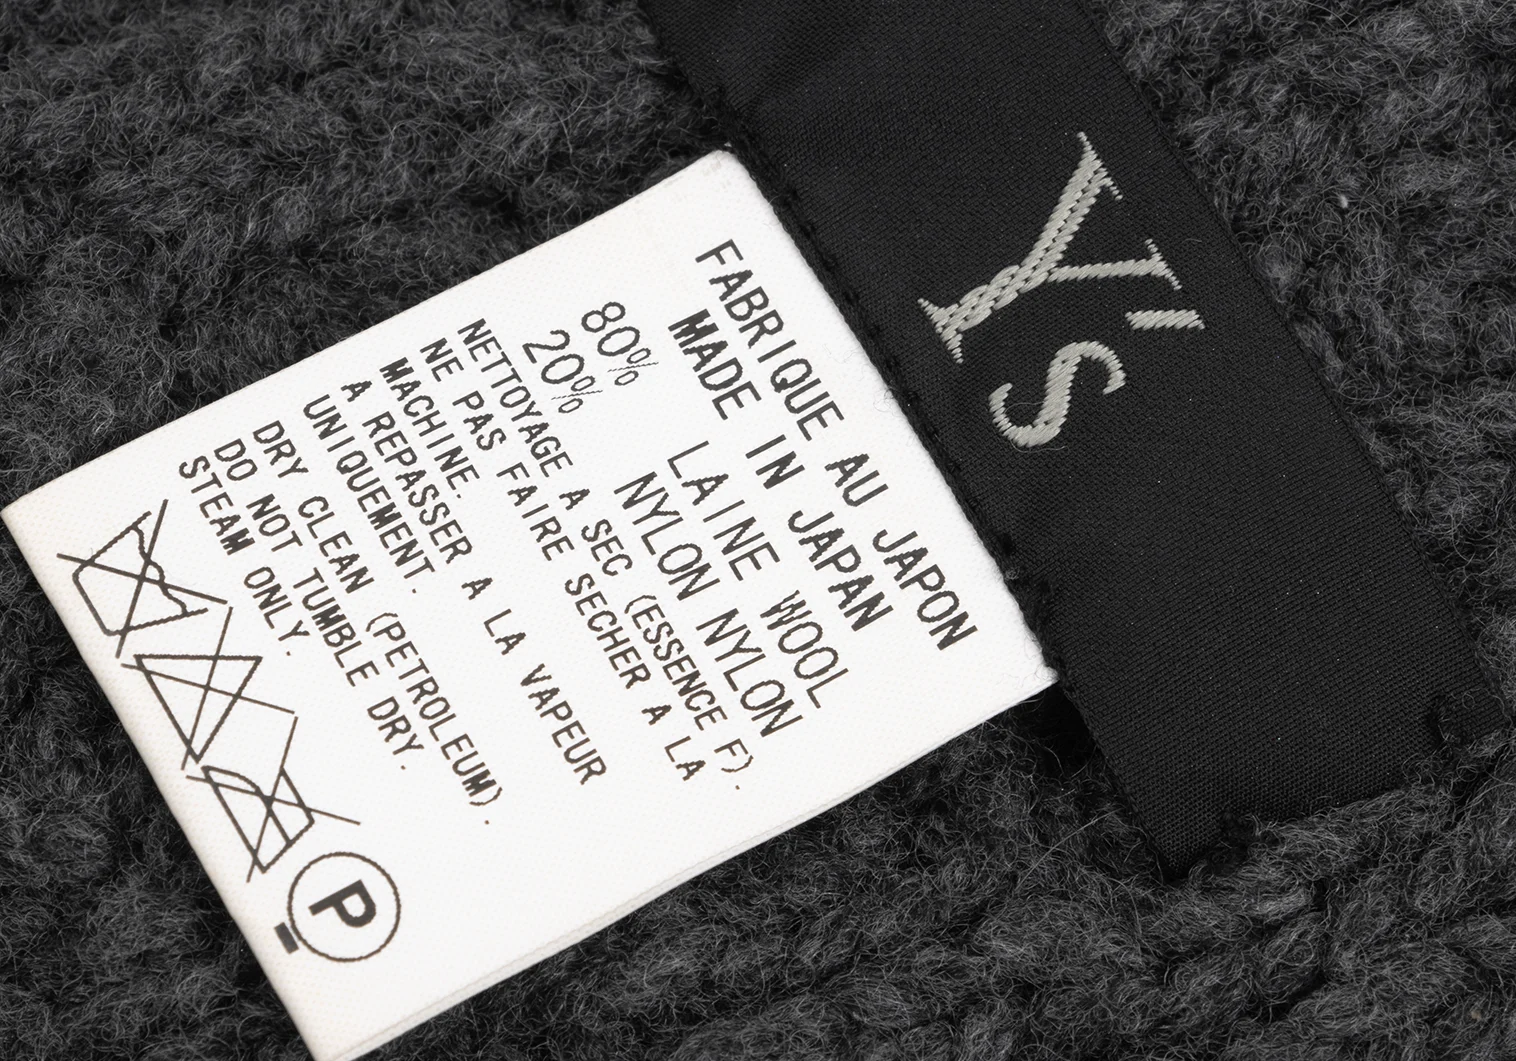 Y's
FABRIQUE AU JAPON
MADE IN JAPAN
80% LAINE WOOL
20% NYLON NYLON
NETTOYAGE A SEC (ESSENCE F).
NE PAS FAIRE SECHER A LA
MACHINE.
A REPASSER A LA VAPEUR
UNIQUEMENT.
DRY CLEAN (PETROLEUM).
DO NOT TUMBLE DRY.
STEAM ONLY.
P